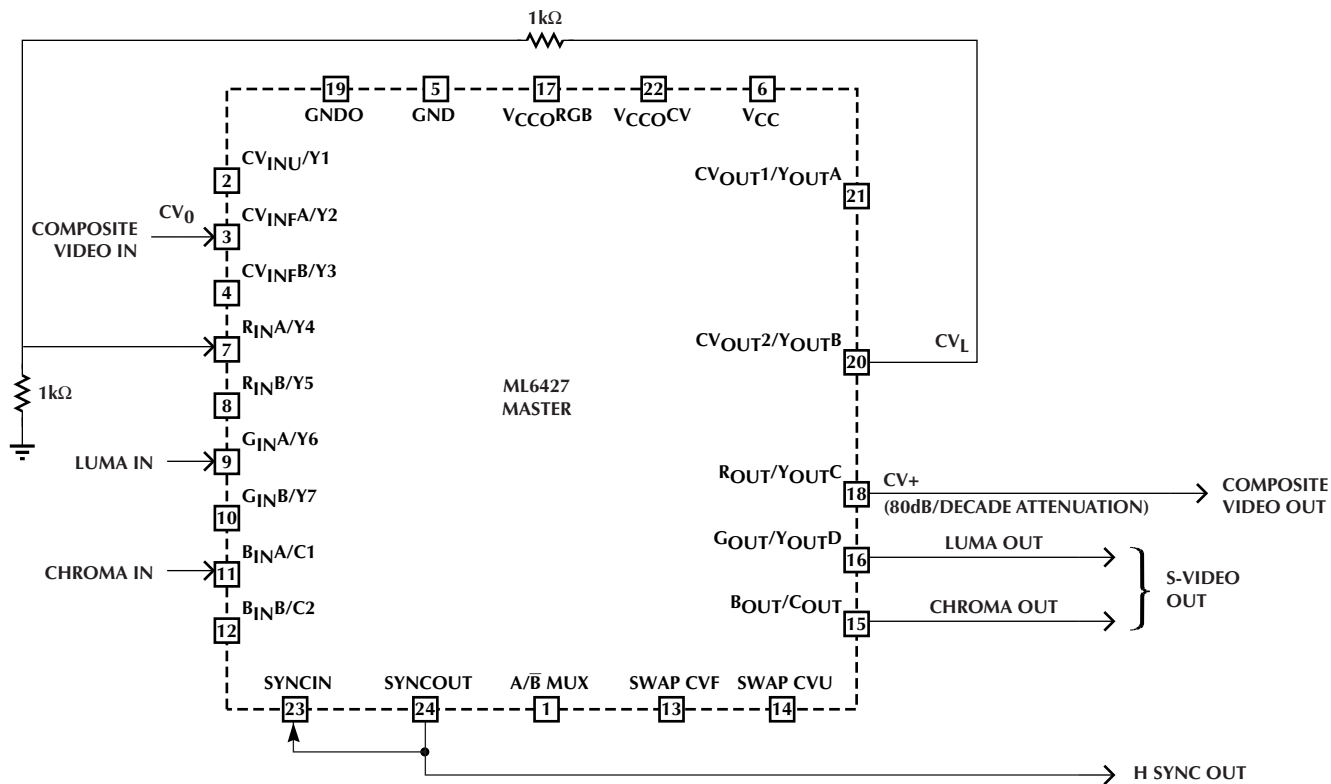 1kΩ
19 5 17 22 6
GNDO GND VCCORGB VCCOCV VCC
CVINU/Y1
2
CVOUT1/YOUTA
21
CV0
CVINFA/Y2
COMPOSITE
VIDEO IN
3
CVINFB/Y3
4
RINA/Y4
7
CVOUT2/YOUTB
CVL
20
1kΩ
RINB/Y5
8
ML6427
MASTER
GINA/Y6
LUMA IN
9
ROUT/YOUTC
CV+
18
(80dB/DECADE ATTENUATION)
COMPOSITE
VIDEO OUT
GINB/Y7
10
GOUT/YOUTD
16
LUMA OUT
BINA/C1
CHROMA IN
11
S-VIDEO
OUT
BOUT/COUT
15
CHROMA OUT
BINB/C2
12
SYNCIN SYNCOUT A/B̅ MUX SWAP CVF SWAP CVU
23 24 1 13 14
H SYNC OUT